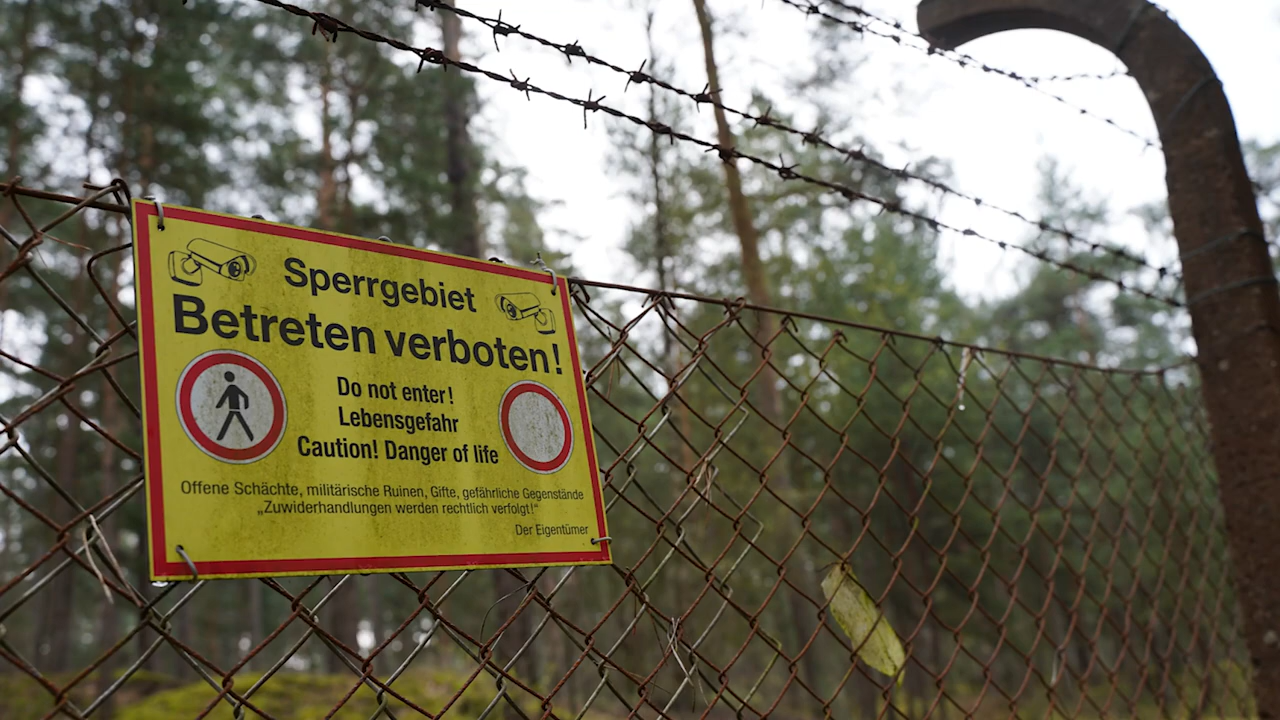 Sperrgebiet
Betreten verboten!
Do not enter!
Lebensgefahr
Caution! Danger of life
Offene Schächte, militärische Ruinen, Gifte, gefährliche Gegenstände
„Zuwiderhandlungen werden rechtlich verfolgt!“
Der Eigentümer